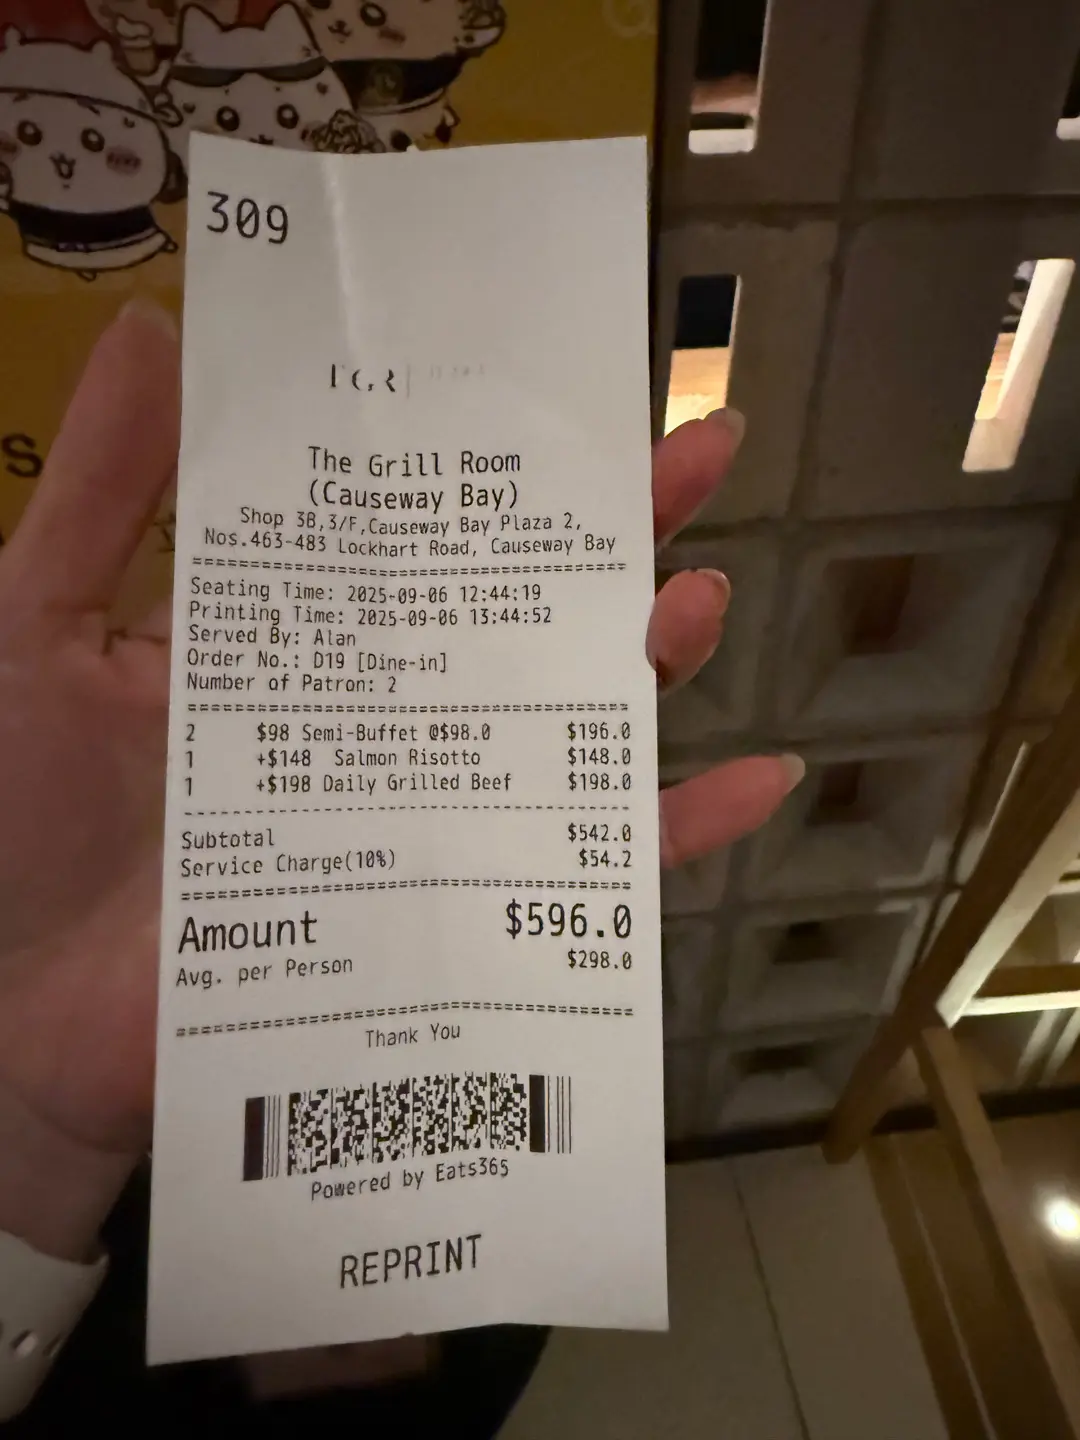 309
The Grill Room
(Causeway Bay)
Shop 3B,3/F,Causeway Bay Plaza 2,
Nos.463-483 Lockhart Road, Causeway Bay
Seating Time: 2025-09-06 12:44:19
Printing Time: 2025-09-06 13:44:52
Served By: Alan
Order No.: D19 [Dine-in]
Number of Patron: 2
2 $98 Semi-Buffet @$98.0 $196.0
1 +$148 Salmon Risotto $148.0
1 +$198 Daily Grilled Beef $198.0
Subtotal $542.0
Service Charge(10%) $54.2
Amount $596.0
Avg. per Person $298.0
Thank You
Powered by Eats365
REPRINT